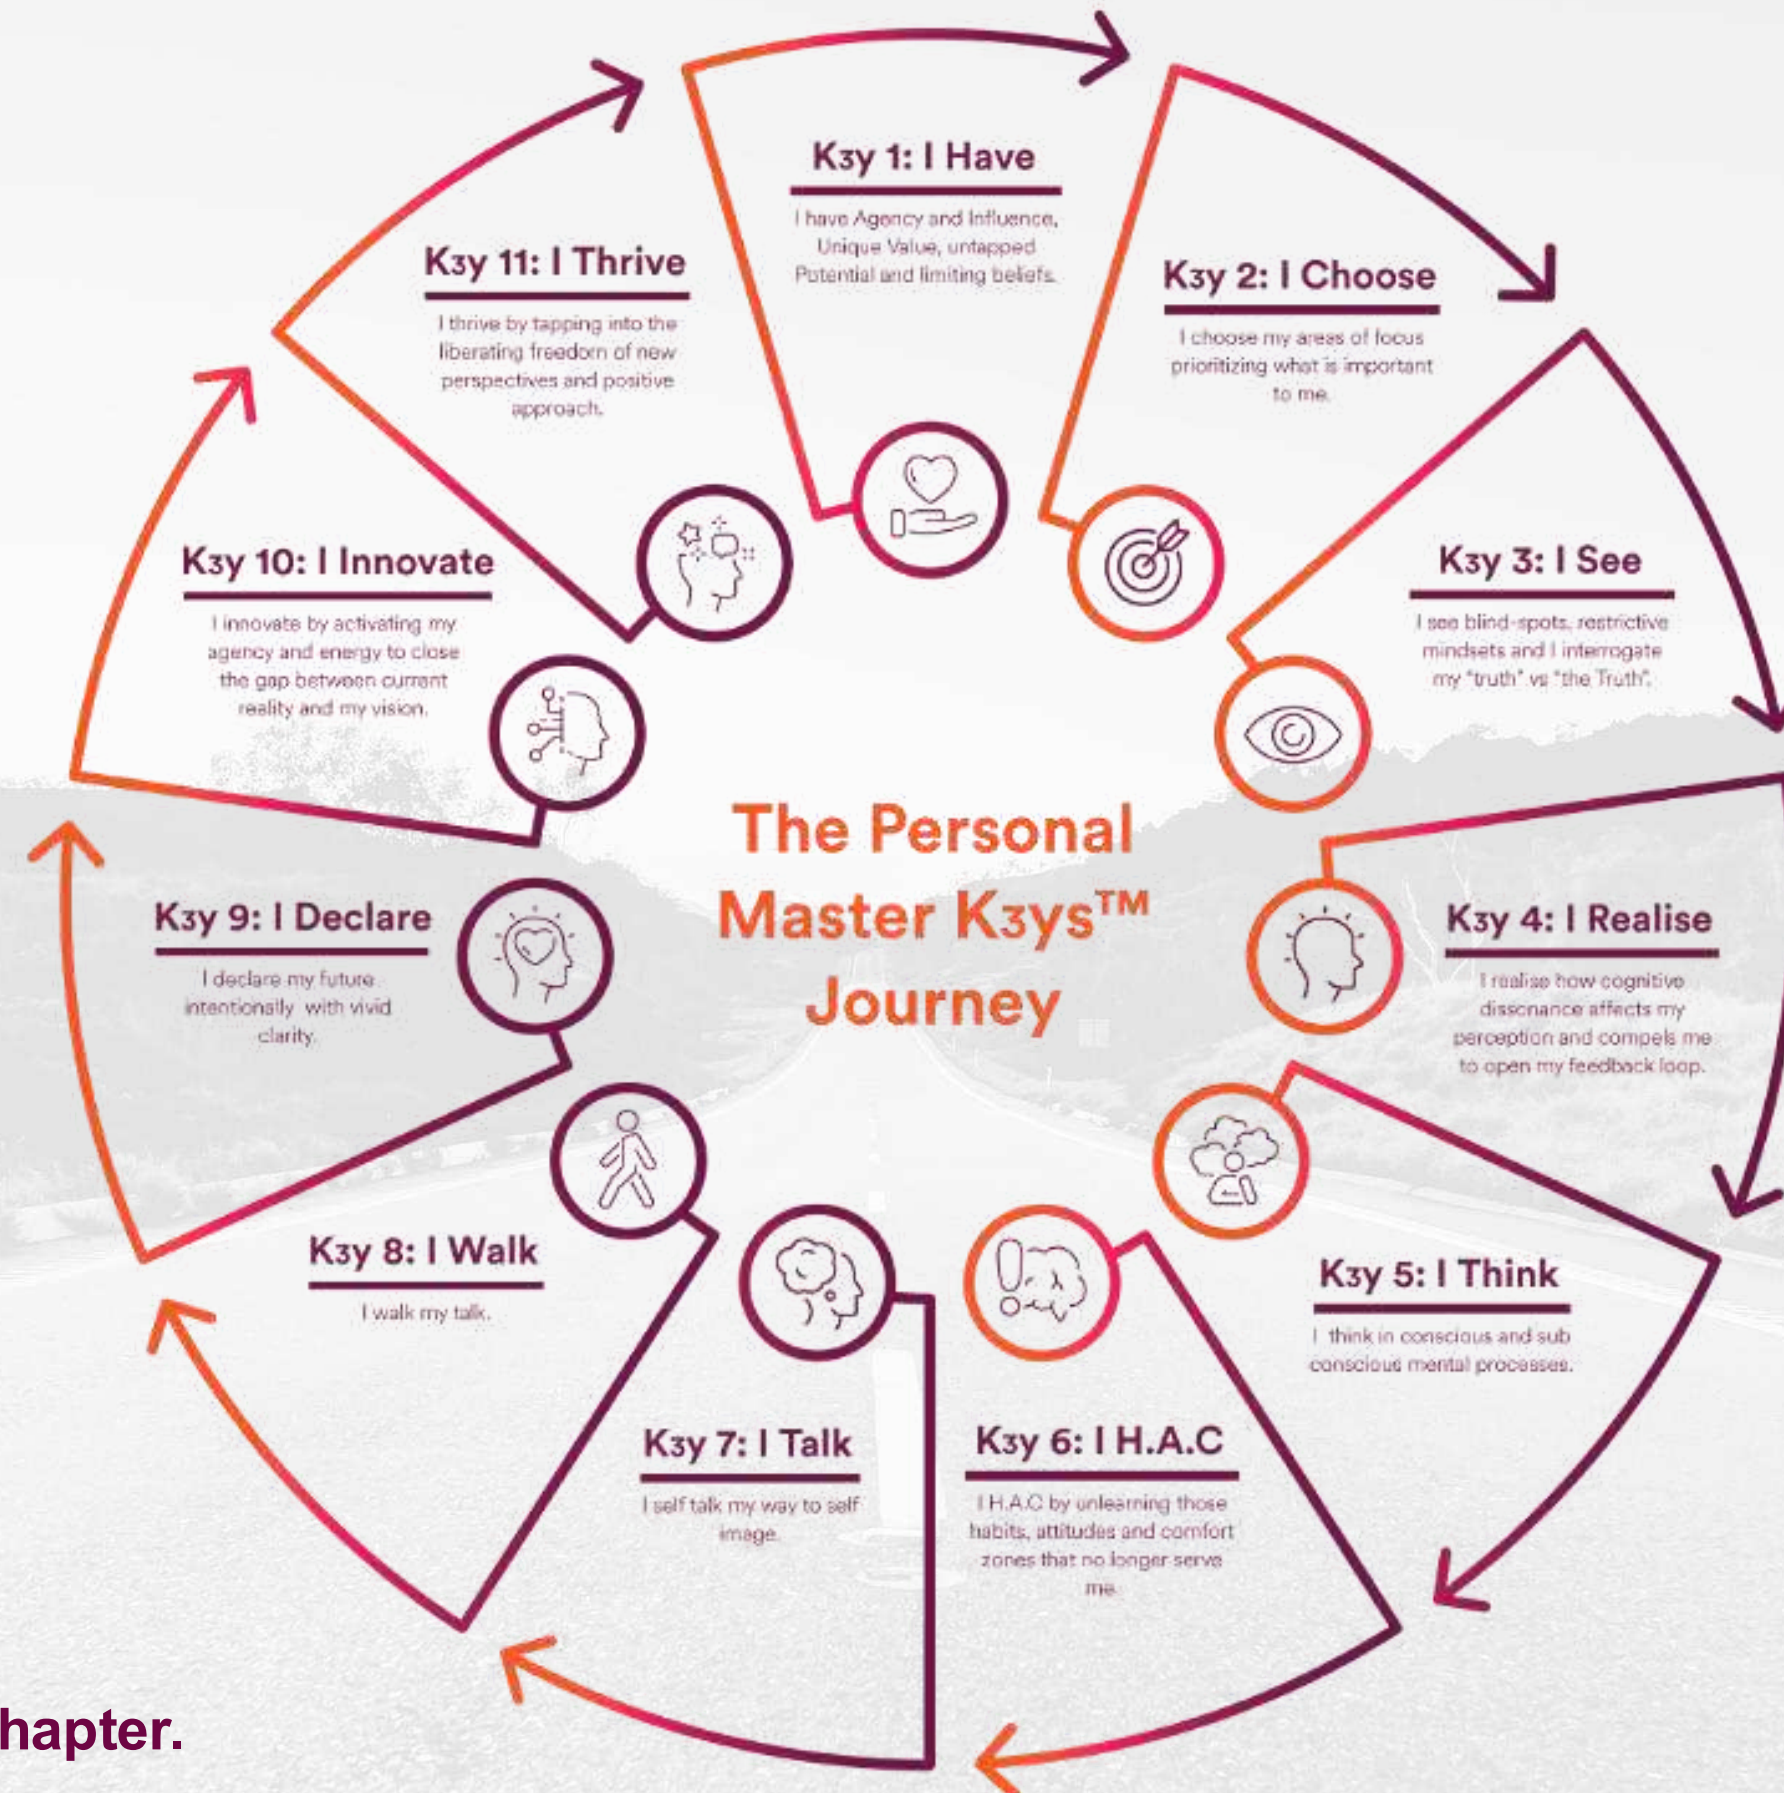 The Personal
Master K3ys™
Journey
K3y 1: I Have
I have Agency and Influence,
Unique Value, untapped
Potential and limiting beliefs.
K3y 2: I Choose
I choose my areas of focus
prioritizing what is important
to me.
K3y 3: I See
I see blind-spots, restrictive
mindsets and I interrogate
my "truth" vs "the Truth".
K3y 4: I Realise
I realise how cognitive
dissonance affects my
perception and compels me
to open my feedback loop.
K3y 5: I Think
I think in conscious and sub
conscious mental processes.
K3y 6: I H.A.C
I H.A.C by unlearning those
habits, attitudes and comfort
zones that no longer serve
me.
K3y 7: I Talk
I self talk my way to self
image.
K3y 8: I Walk
I walk my talk.
K3y 9: I Declare
I declare my future
intentionally with vivid
clarity.
K3y 10: I Innovate
I innovate by activating my
agency and energy to close
the gap between current
reality and my vision.
K3y 11: I Thrive
I thrive by tapping into the
liberating freedom of new
perspectives and positive
approach.
hapter.